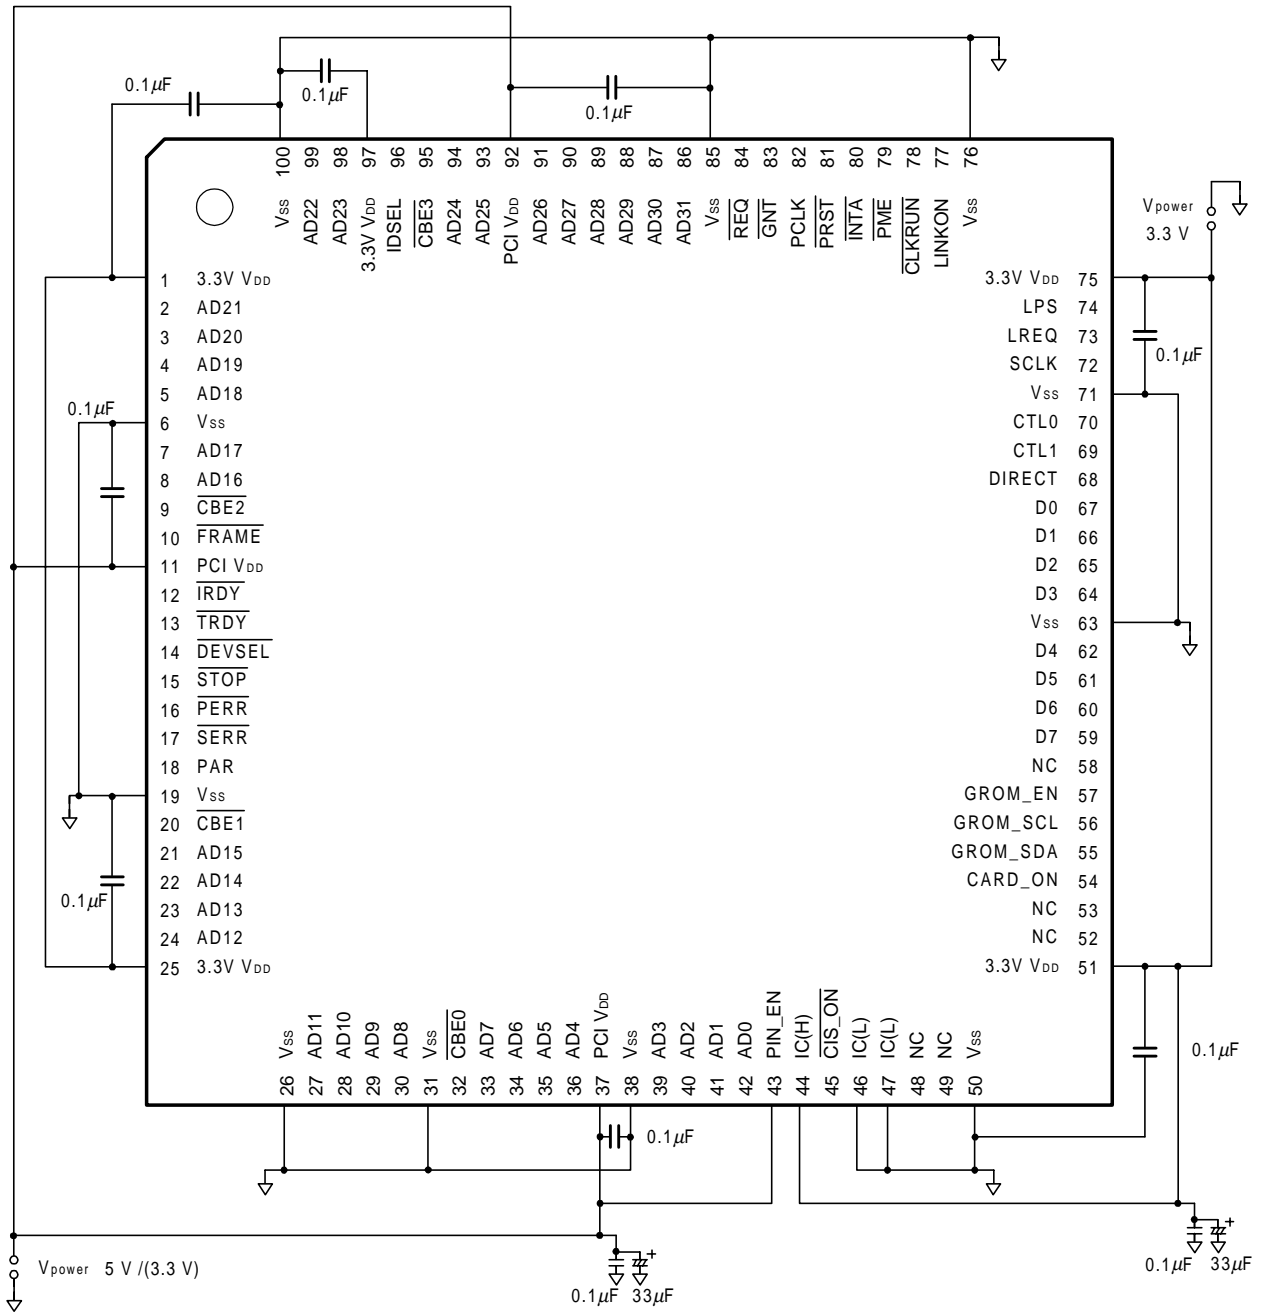 0.1μF
0.1μF
0.1μF
100 99 98 97 96 95 94 93 92 91 90 89 88 87 86 85 84 83 82 81 80 79 78 77 76
Vss AD22 AD23 3.3V VDD IDSEL CBE3 AD24 AD25 PCI VDD AD26 AD27 AD28 AD29 AD30 AD31 Vss REQ GNT PCLK PRST INTA PME CLKRUN LINKON Vss
Vpower
3.3 V
1 3.3V VDD 3.3V VDD 75
2 AD21 LPS 74
3 AD20 LREQ 73
0.1μF
4 AD19 SCLK 72
5 AD18 Vss 71
0.1μF
6 Vss CTL0 70
7 AD17 CTL1 69
8 AD16 DIRECT 68
9 CBE2 D0 67
10 FRAME D1 66
11 PCI VDD D2 65
12 IRDY D3 64
13 TRDY Vss 63
14 DEVSEL D4 62
15 STOP D5 61
16 PERR D6 60
17 SERR D7 59
18 PAR NC 58
19 Vss GROM_EN 57
20 CBE1 GROM_SCL 56
21 AD15 GROM_SDA 55
22 AD14 CARD_ON 54
0.1μF
23 AD13 NC 53
24 AD12 NC 52
25 3.3V VDD 3.3V VDD 51
Vss AD11 AD10 AD9 AD8 Vss CBE0 AD7 AD6 AD5 AD4 PCI VDD Vss AD3 AD2 AD1 AD0 PIN_EN IC(H) CIS_ON IC(L) IC(L) NC NC Vss
0.1μF
26 27 28 29 30 31 32 33 34 35 36 37 38 39 40 41 42 43 44 45 46 47 48 49 50
0.1μF
+
+
Vpower 5 V /(3.3 V)
0.1μF 33μF
0.1μF 33μF